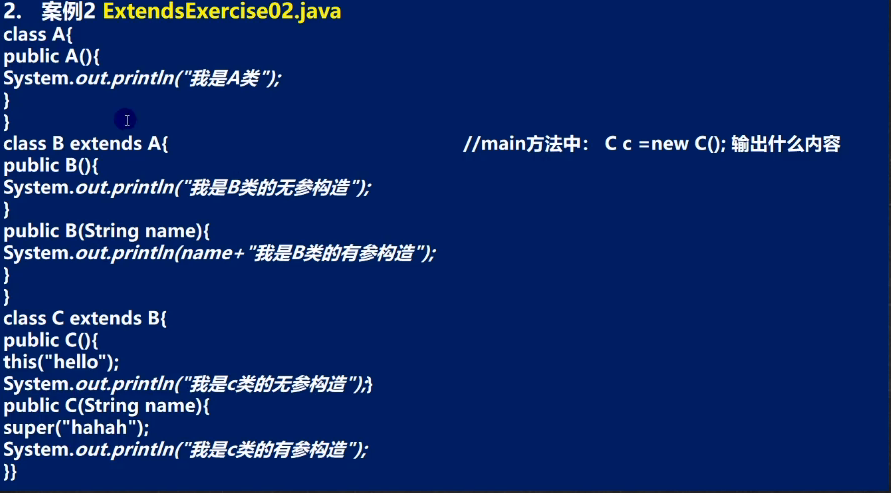 2. 案例2 ExtendsExercise02.java
class A{
public A(){
System.out.println("我是A类");
}
}
class B extends A{ //main方法中： C c =new C(); 输出什么内容
public B(){
System.out.println("我是B类的无参构造");
}
public B(String name){
System.out.println(name+"我是B类的有参构造");
}
}
class C extends B{
public C(){
this("hello");
System.out.println("我是c类的无参构造");}
public C(String name){
super("hahah");
System.out.println("我是c类的有参构造");
}}